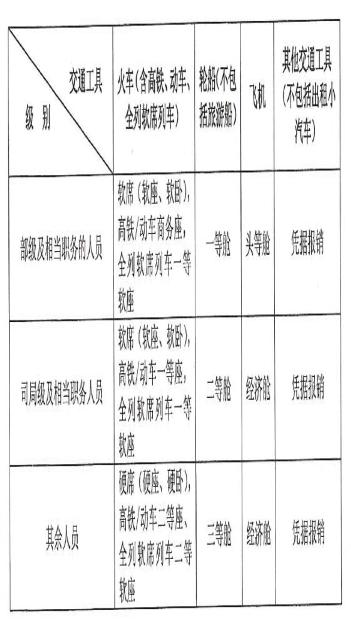 交通工具
级 别
火车(含高铁、动车、
全列软席列车)
轮船(不包
括旅游船)
飞机
其他交通工具
(不包括出租小
汽车)
部级及相当职务的人员
软席(软座、软卧),
高铁/动车商务座,
全列软席列车一等
软座
一等舱
头等舱
凭据报销
司局级及相当职务人员
软席(软座、软卧),
高铁/动车一等座,
全列软席列车一等
软座
二等舱
经济舱
凭据报销
其余人员
硬席(硬座、硬卧),
高铁/动车二等座、
全列软席列车二等
软座
三等舱
经济舱
凭据报销